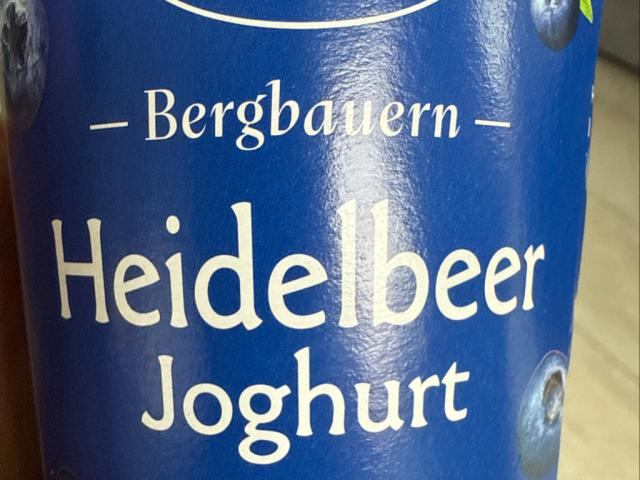 – Bergbauern –
Heidelbeer
Joghurt